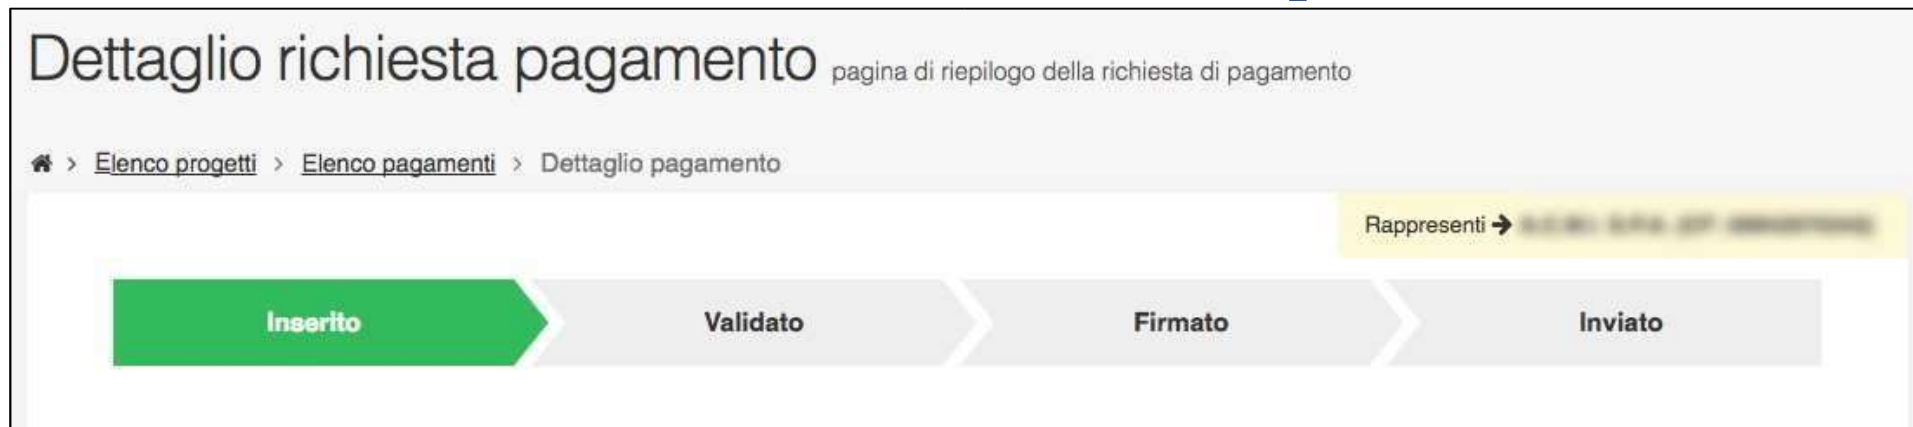 Dettaglio richiesta pagamento pagina di riepilogo della richiesta di pagamento
> Elenco progetti > Elenco pagamenti > Dettaglio pagamento
Rappresenti →
Inserito Validato Firmato Inviato